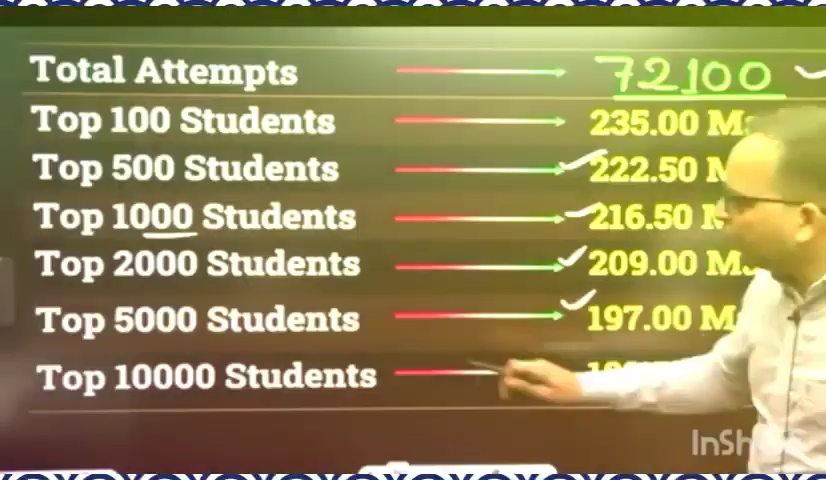 Total Attempts 72100
Top 100 Students 235.00
Top 500 Students 222.50
Top 1000 Students 216.50
Top 2000 Students 209.00
Top 5000 Students 197.00
Top 10000 Students